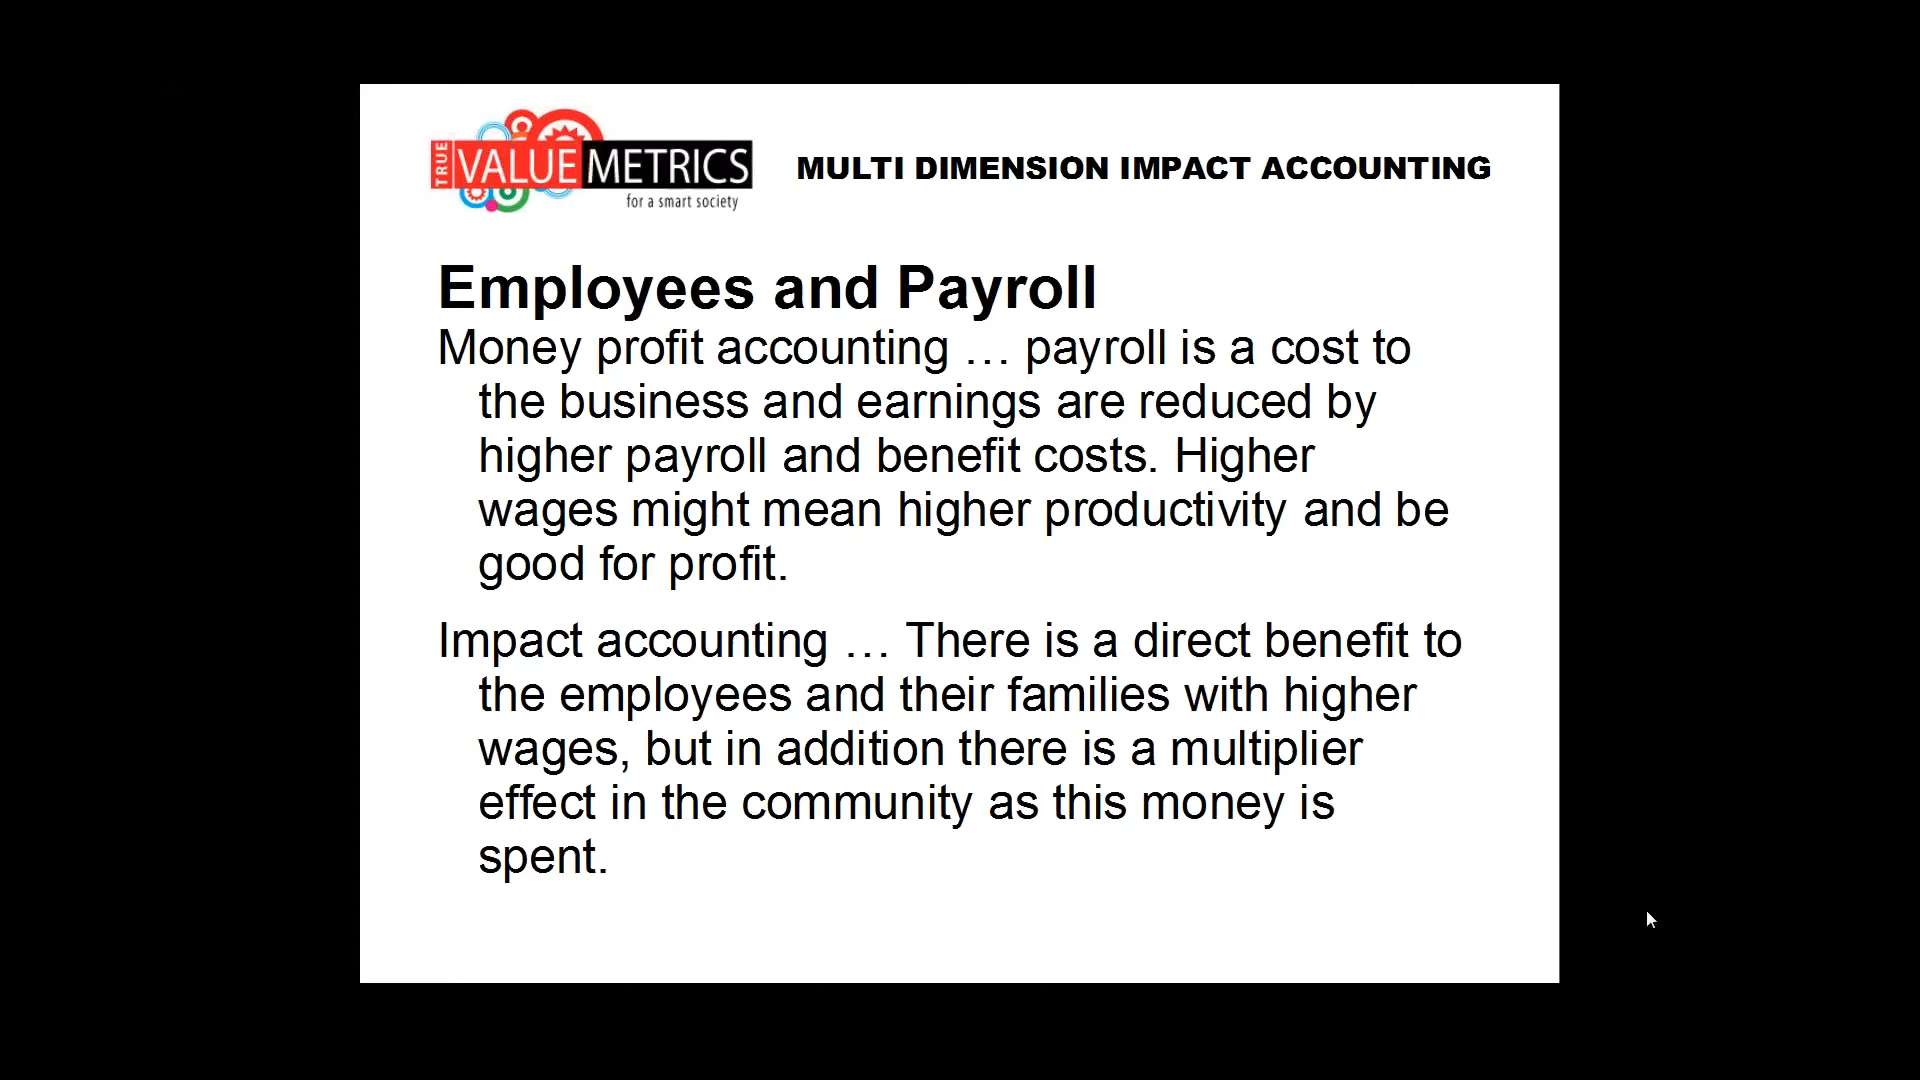 TRUE VALUE METRICS
for a smart society
MULTI DIMENSION IMPACT ACCOUNTING
Employees and Payroll
Money profit accounting … payroll is a cost to
the business and earnings are reduced by
higher payroll and benefit costs. Higher
wages might mean higher productivity and be
good for profit.
Impact accounting … There is a direct benefit to
the employees and their families with higher
wages, but in addition there is a multiplier
effect in the community as this money is
spent.